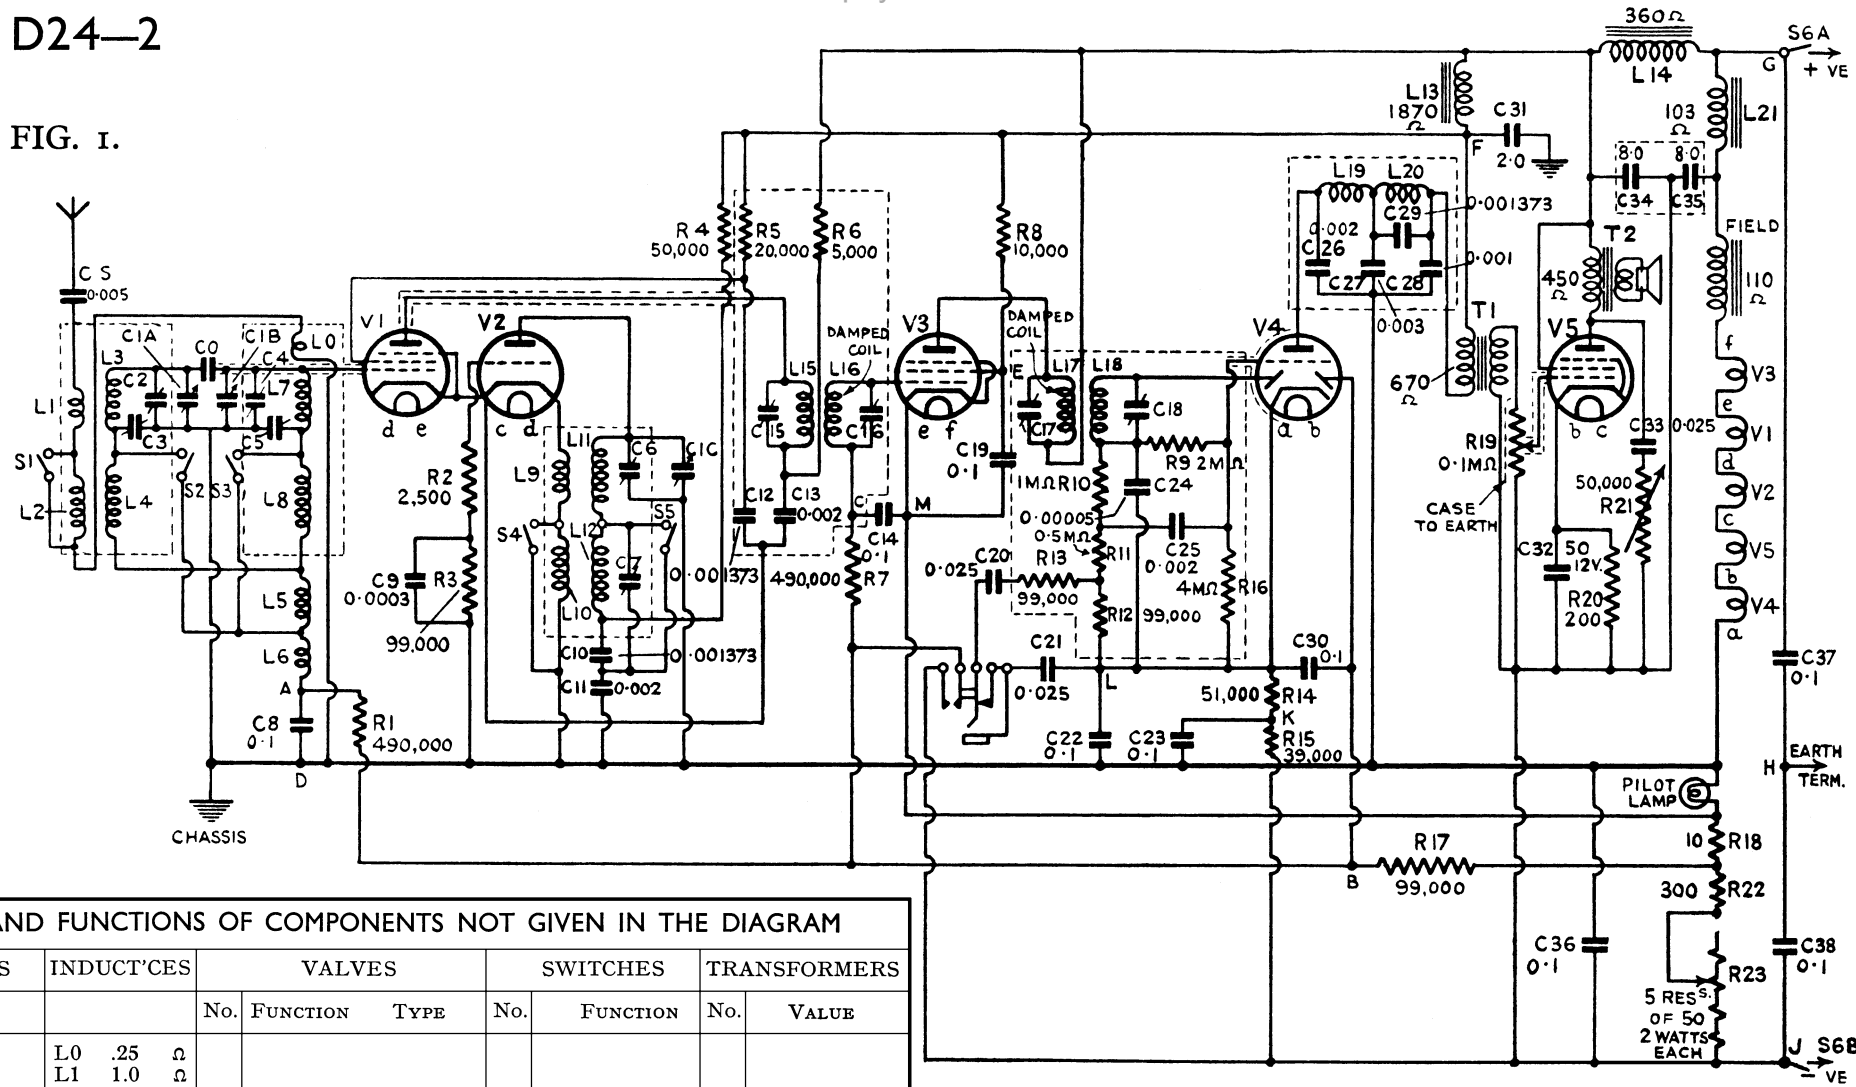 D24—2
FIG. 1.
360Ω
L14
S6A
G
+ VE
L13
1870
Ω
C31
2.0
F
103
Ω
L21
8.0
8.0
C34
C35
FIELD
110
Ω
T2
450
Ω
L19
L20
C29
0.001373
0.002
C26
0.001
C27
C28
0.003
T1
670
Ω
R4
50,000
R5
20,000
R6
5,000
R8
10,000
CS
0.005
C1A
C0
C1B
C4
L0
L3
C2
L7
L1
C3
C5
S1
S2
S3
L2
L4
L8
L5
L6
A
C8
0.1
D
R1
490,000
CHASSIS
V1
d e
V2
c d
R2
2,500
C9
0.0003
R3
99,000
L11
L9
C6
C1C
S4
L12
S5
C7
L10
C10
0.001373
C11
0.002
0.001373
C12
C13
0.002
DAMPED
COIL
L15
L16
C15
C16
C
C14
0.1
490,000
R7
M
V3
e f
C19
0.1
E
DAMPED
COIL
L17
L18
C17
C18
R9 2MΩ
1MΩ R10
C24
0.00005
0.5MΩ
R11
C25
0.002
C20
0.025
R13
99,000
R12
99,000
4MΩ
R16
C21
0.025
L
C22
0.1
C23
0.1
51,000
R14
K
R15
39,000
C30
0.1
V4
a b
V5
b c
R19
0.1MΩ
CASE
TO EARTH
C33
0.025
50,000
R21
C32
50
12V.
R20
200
f
V3
e
V1
d
V2
c
V5
b
V4
a
C37
0.1
H
EARTH
TERM.
PILOT
LAMP
10
R18
R17
99,000
B
300
R22
C36
0.1
C38
0.1
R23
5 RESS.
OF 50
2 WATTS
EACH
J
S6B
— VE
AND FUNCTIONS OF COMPONENTS NOT GIVEN IN THE DIAGRAM
S
INDUCT'CES
VALVES
SWITCHES
TRANSFORMERS
No.
FUNCTION
TYPE
No.
FUNCTION
No.
VALUE
L0 .25 Ω
L1 1.0 Ω